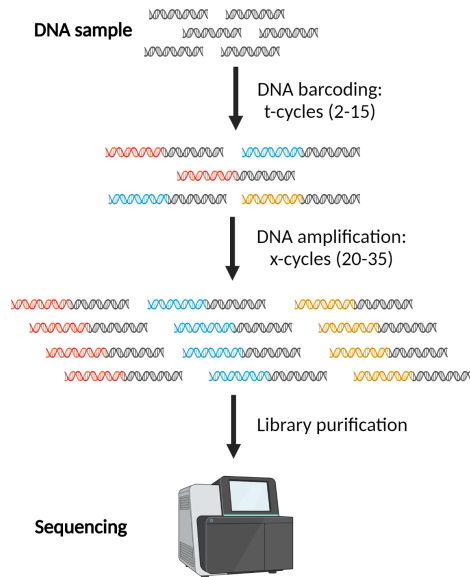 DNA sample
DNA barcoding:
t-cycles (2-15)
DNA amplification:
x-cycles (20-35)
Library purification
Sequencing